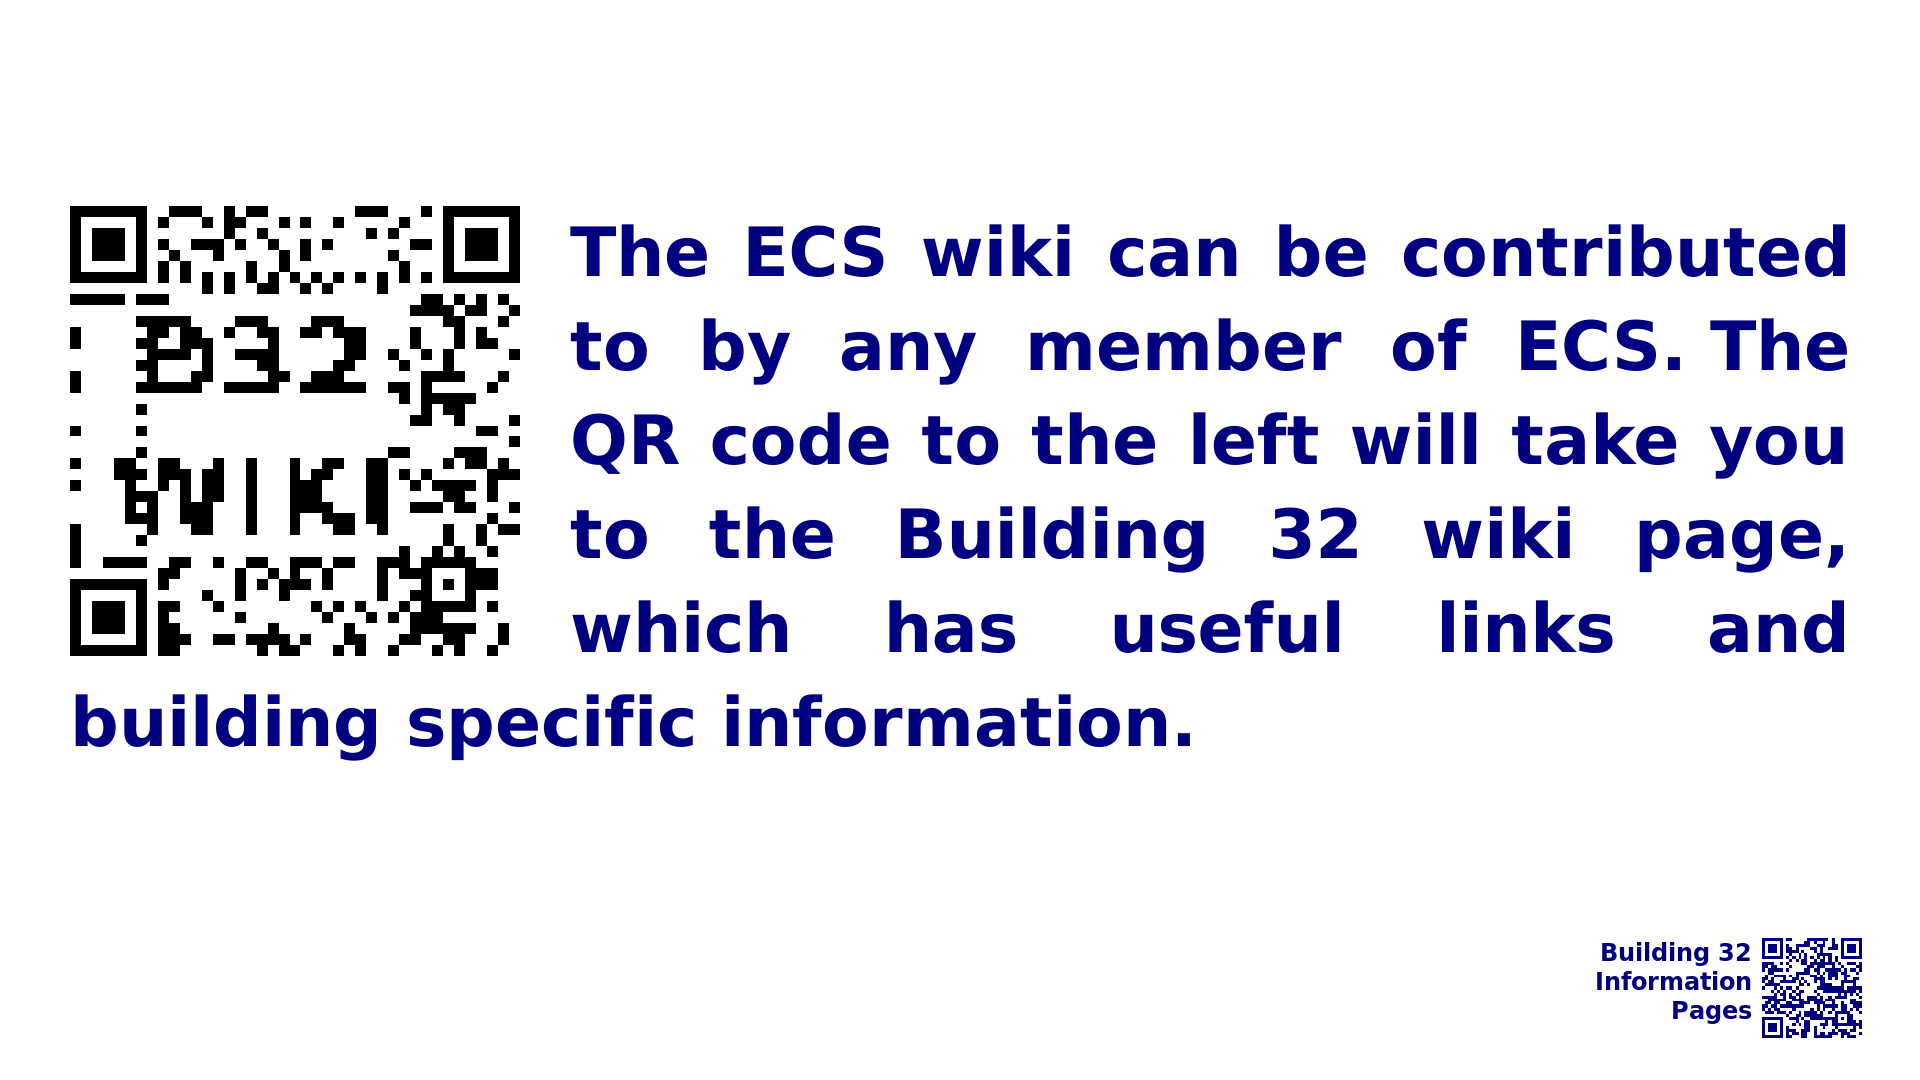 B32
WIKI
The ECS wiki can be contributed
to by any member of ECS. The
QR code to the left will take you
to the Building 32 wiki page,
which has useful links and
building specific information.
Building 32
Information
Pages